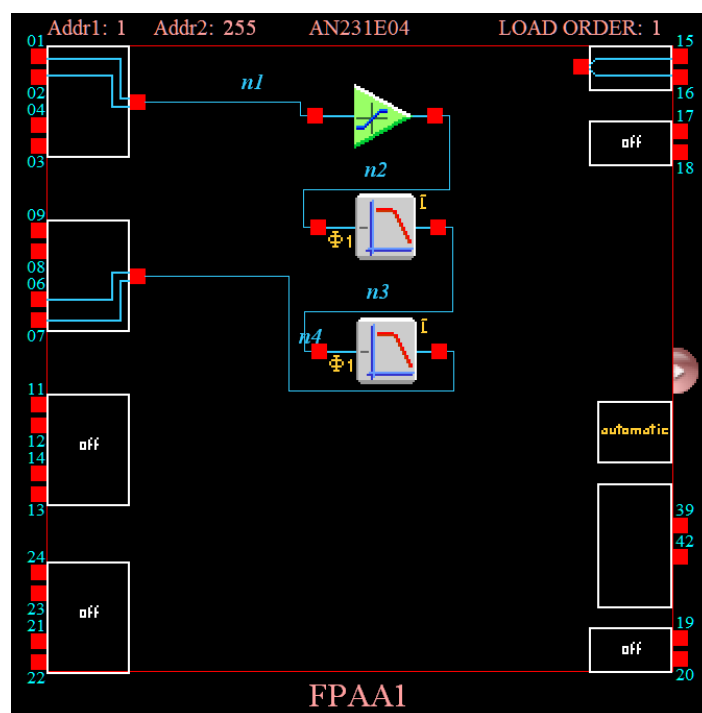 Addr1: 1 Addr2: 255 AN231E04 LOAD ORDER: 1
01
15
02
16
04
17
n1
off
03
18
n2
09
I
Φ1
08
06
n3
07
n4
I
Φ1
11
off
12
14
automatic
13
39
42
24
off
23
21
19
off
22
20
FPAA1